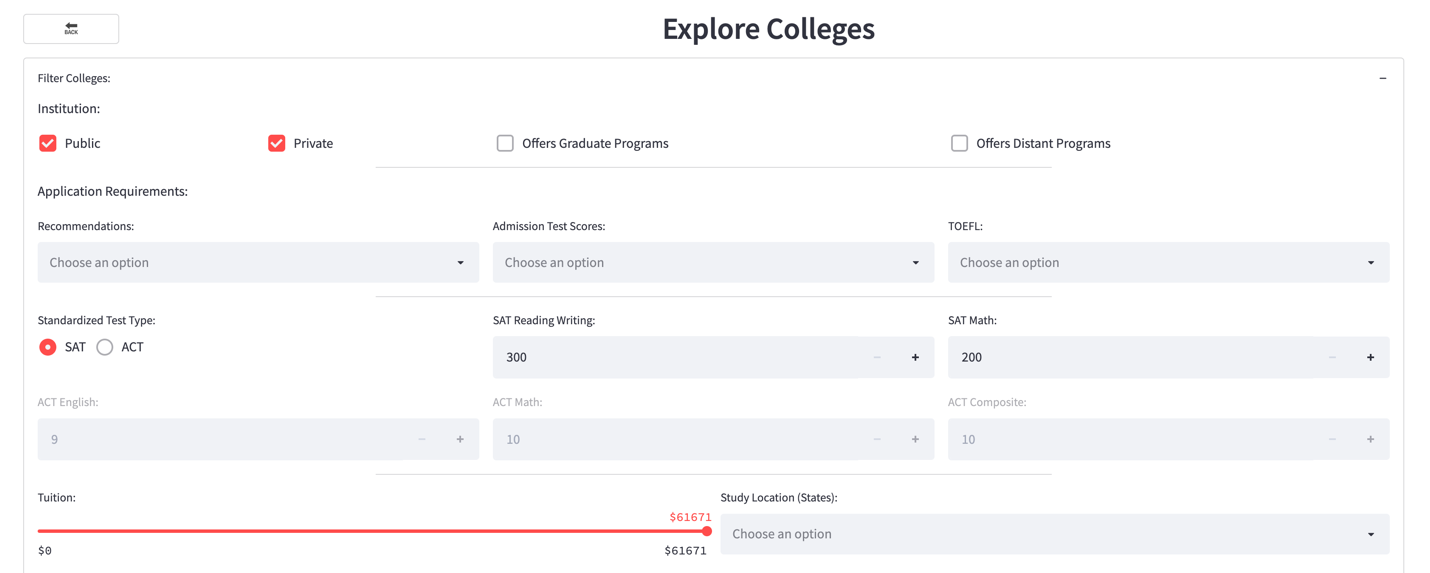 BACK
Explore Colleges
Filter Colleges:
−
Institution:
Public Private Offers Graduate Programs Offers Distant Programs
Application Requirements:
Recommendations: Admission Test Scores: TOEFL:
Choose an option Choose an option Choose an option
Standardized Test Type: SAT Reading Writing: SAT Math:
SAT ACT 300 − + 200 − +
ACT English: ACT Math: ACT Composite:
9 − + 10 − + 10 − +
Tuition: Study Location (States):
$61671
Choose an option
$0 $61671